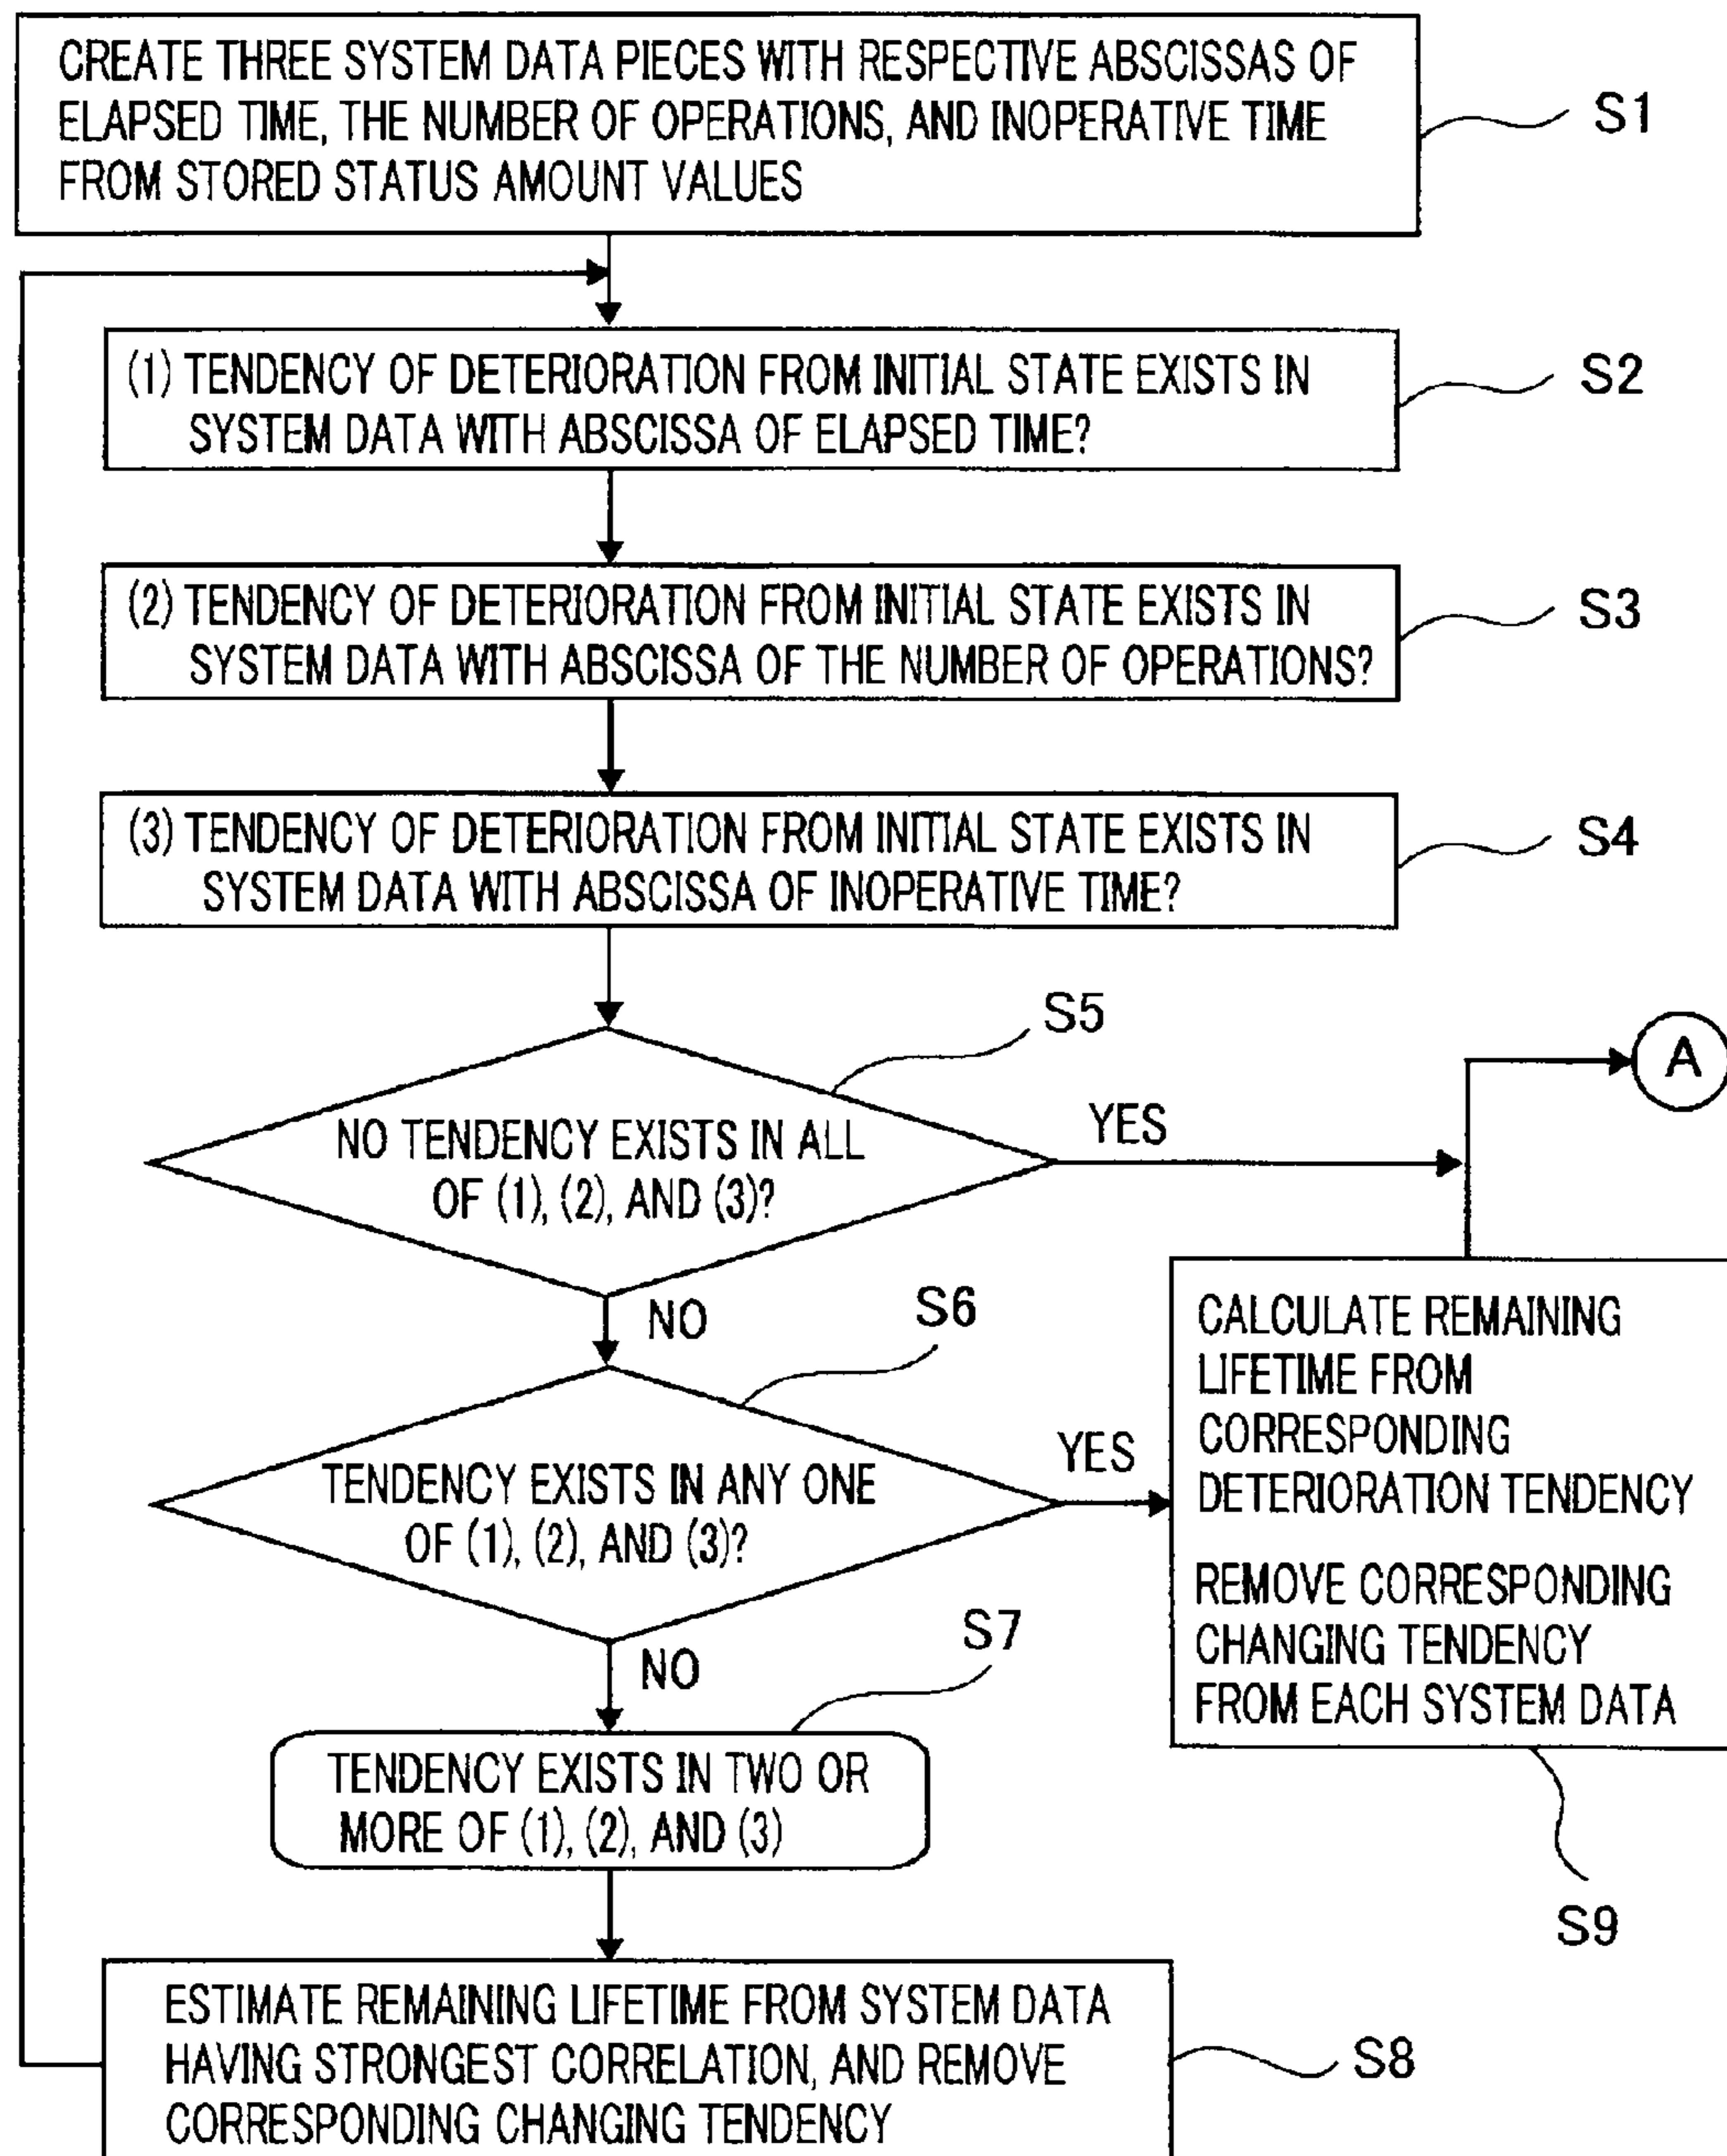 CREATE THREE SYSTEM DATA PIECES WITH RESPECTIVE ABSCISSAS OF
ELAPSED TIME, THE NUMBER OF OPERATIONS, AND INOPERATIVE TIME
FROM STORED STATUS AMOUNT VALUES
S1
(1) TENDENCY OF DETERIORATION FROM INITIAL STATE EXISTS IN
SYSTEM DATA WITH ABSCISSA OF ELAPSED TIME?
S2
(2) TENDENCY OF DETERIORATION FROM INITIAL STATE EXISTS IN
SYSTEM DATA WITH ABSCISSA OF THE NUMBER OF OPERATIONS?
S3
(3) TENDENCY OF DETERIORATION FROM INITIAL STATE EXISTS IN
SYSTEM DATA WITH ABSCISSA OF INOPERATIVE TIME?
S4
S5
NO TENDENCY EXISTS IN ALL
OF (1), (2), AND (3)?
YES
A
NO
S6
TENDENCY EXISTS IN ANY ONE
OF (1), (2), AND (3)?
YES
CALCULATE REMAINING
LIFETIME FROM
CORRESPONDING
DETERIORATION TENDENCY
REMOVE CORRESPONDING
CHANGING TENDENCY
FROM EACH SYSTEM DATA
S9
NO
S7
TENDENCY EXISTS IN TWO OR
MORE OF (1), (2), AND (3)
ESTIMATE REMAINING LIFETIME FROM SYSTEM DATA
HAVING STRONGEST CORRELATION, AND REMOVE
CORRESPONDING CHANGING TENDENCY
S8